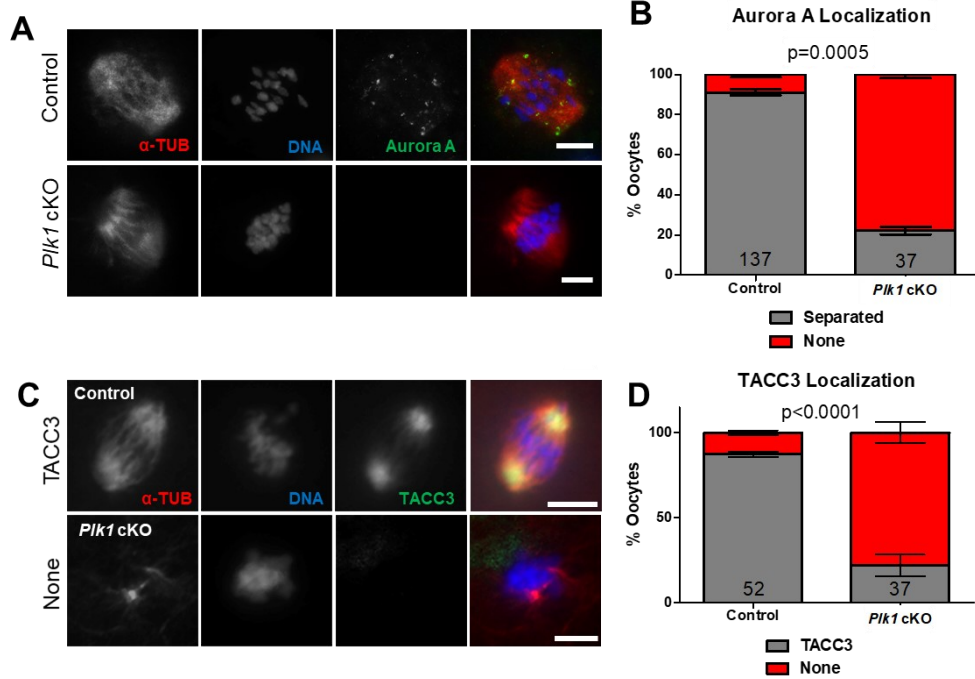 A
Control
α-TUB
DNA
Aurora A
Plk1 cKO
B
Aurora A Localization
p=0.0005
100
80
60
40
20
0
% Oocytes
137
37
Control
Plk1 cKO
Separated
None
C
Control
TACC3
α-TUB
DNA
TACC3
Plk1 cKO
None
D
TACC3 Localization
p<0.0001
100
50
0
% Oocytes
52
37
Control
Plk1 cKO
TACC3
None